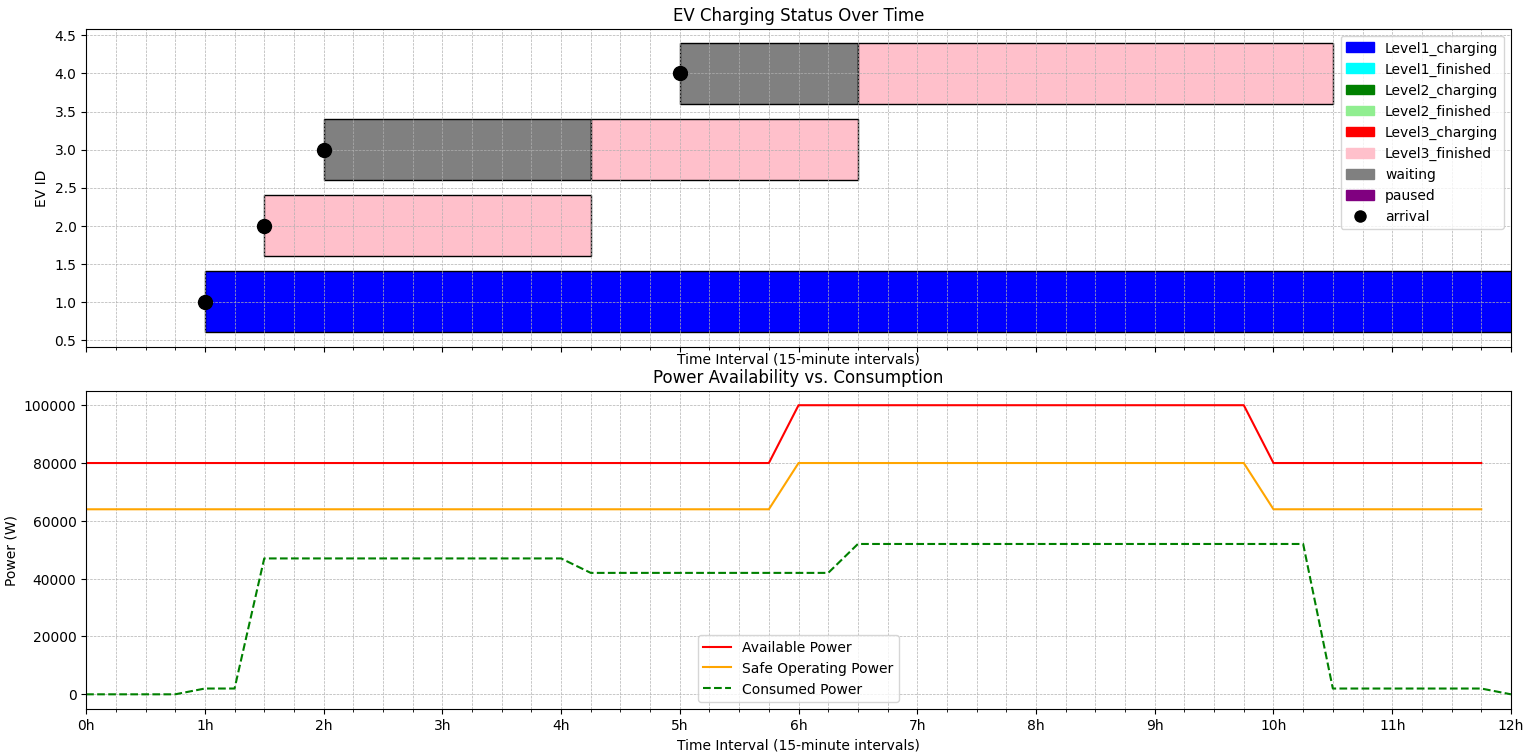 EV Charging Status Over Time
EV ID
4.5
4.0
3.5
3.0
2.5
2.0
1.5
1.0
0.5
Level1_charging
Level1_finished
Level2_charging
Level2_finished
Level3_charging
Level3_finished
waiting
paused
arrival
Time Interval (15-minute intervals)
Power Availability vs. Consumption
Power (W)
100000
80000
60000
40000
20000
0
Available Power
Safe Operating Power
Consumed Power
0h 1h 2h 3h 4h 5h 6h 7h 8h 9h 10h 11h 12h
Time Interval (15-minute intervals)